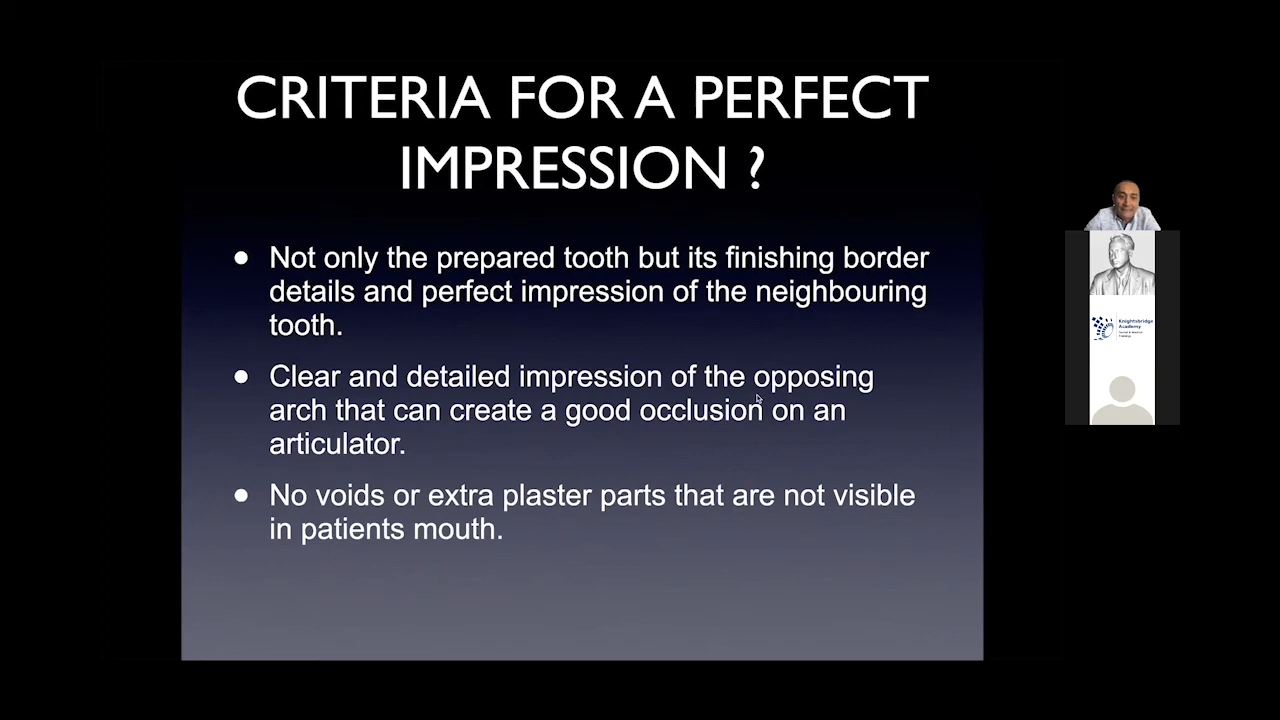 CRITERIA FOR A PERFECT
IMPRESSION ?
● Not only the prepared tooth but its finishing border
details and perfect impression of the neighbouring
tooth.
● Clear and detailed impression of the opposing
arch that can create a good occlusion on an
articulator.
● No voids or extra plaster parts that are not visible
in patients mouth.
Knightsbridge
Academy